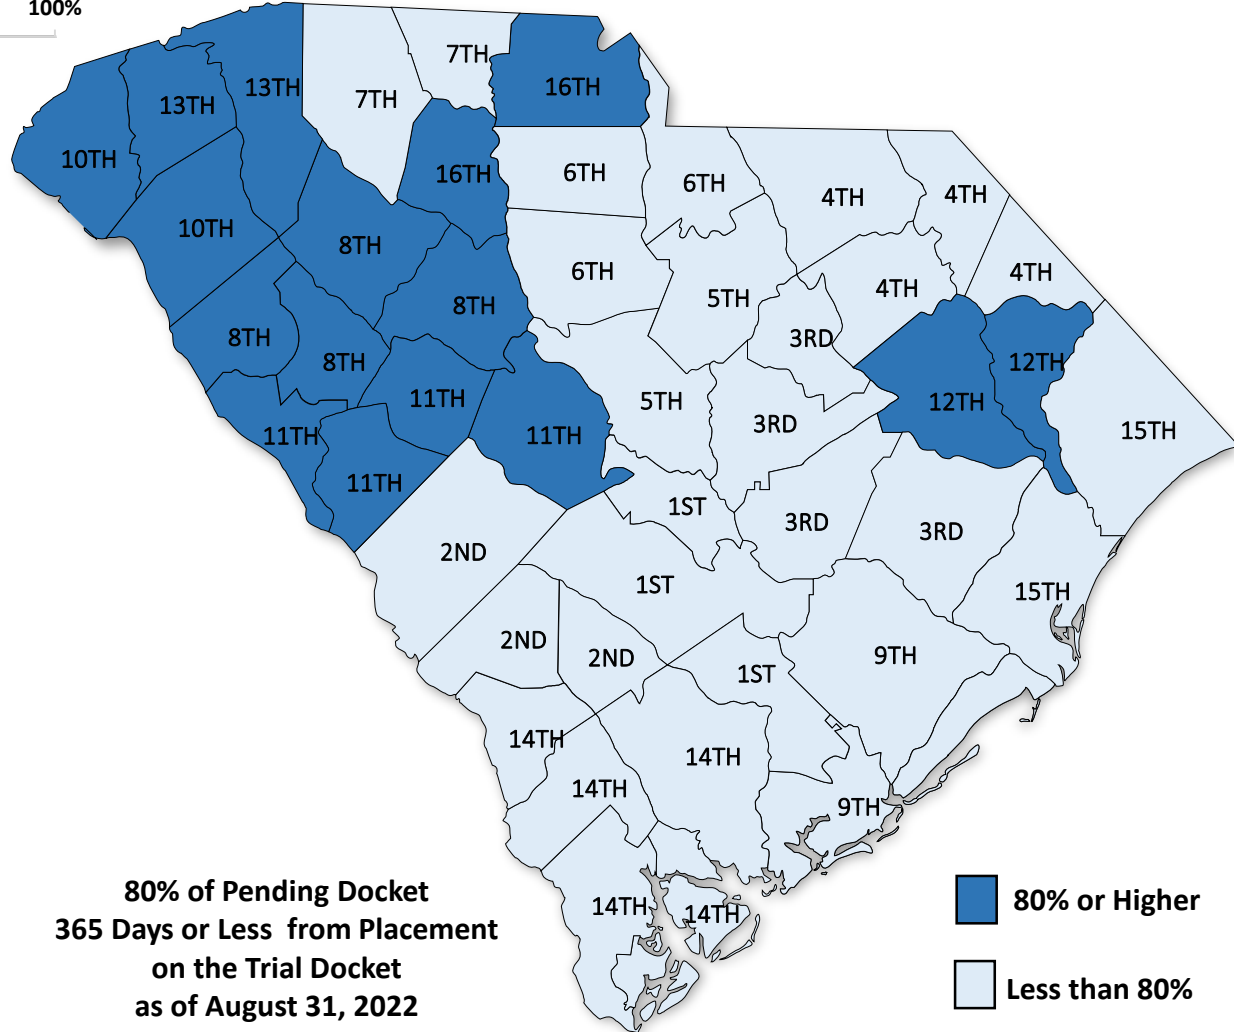 100%
7TH
16TH
13TH
7TH
13TH
10TH
16TH
6TH
6TH
4TH
4TH
10TH
8TH
6TH
4TH
4TH
5TH
8TH
8TH
3RD
8TH
12TH
11TH
5TH
12TH
3RD
15TH
11TH
11TH
11TH
1ST
3RD
3RD
2ND
1ST
15TH
2ND
2ND
9TH
1ST
14TH
14TH
14TH
9TH
14TH
14TH
80% of Pending Docket
365 Days or Less from Placement
on the Trial Docket
as of August 31, 2022
80% or Higher
Less than 80%